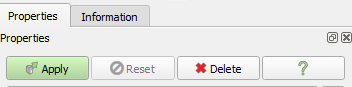 Properties Information
Properties
Apply Reset Delete ?